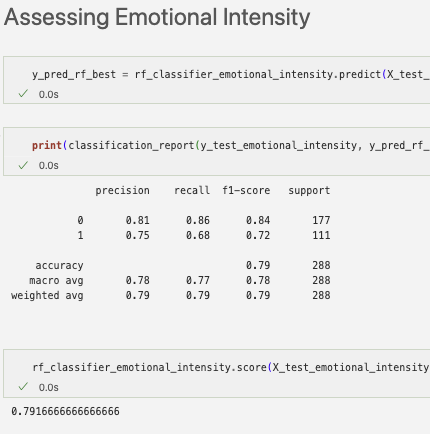 Assessing Emotional Intensity
y_pred_rf_best = rf_classifier_emotional_intensity.predict(X_test_
0.0s
print(classification_report(y_test_emotional_intensity, y_pred_rf_
0.0s
precision recall f1-score support
0 0.81 0.86 0.84 177
1 0.75 0.68 0.72 111
accuracy 0.79 288
macro avg 0.78 0.77 0.78 288
weighted avg 0.79 0.79 0.79 288
rf_classifier_emotional_intensity.score(X_test_emotional_intensity
0.0s
0.7916666666666666